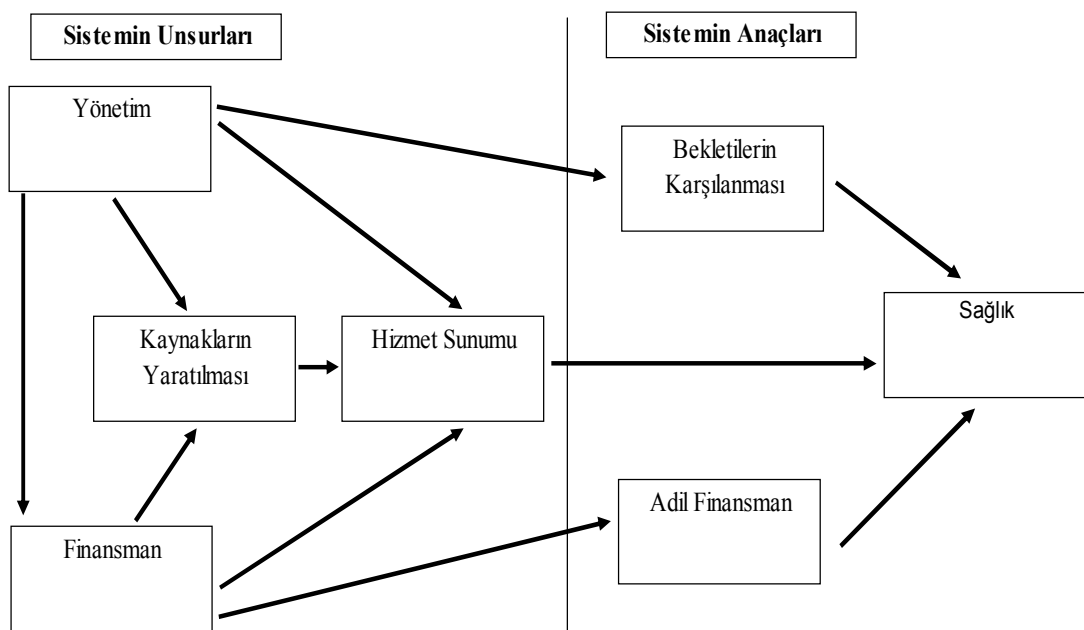 Sistemin Unsurları
Sistemin Anaçları
Yönetim
Bekletilerin
Karşılanması
Sağlık
Kaynakların
Yaratılması
Hizmet Sunumu
Adil Finansman
Finansman